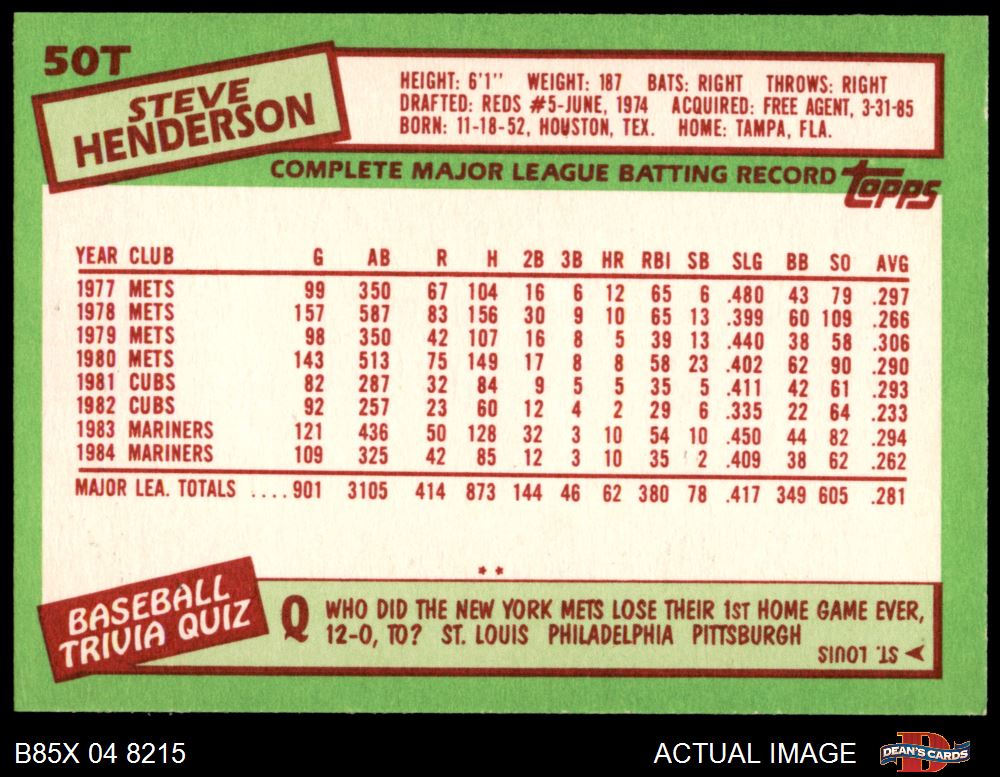 50T
STEVE
HENDERSON
HEIGHT: 6'1" WEIGHT: 187 BATS: RIGHT THROWS: RIGHT
DRAFTED: REDS #5-JUNE, 1974 ACQUIRED: FREE AGENT, 3-31-85
BORN: 11-18-52, HOUSTON, TEX. HOME: TAMPA, FLA.
COMPLETE MAJOR LEAGUE BATTING RECORD topps
YEAR CLUB G AB R H 2B 3B HR RBI SB SLG BB SO AVG
1977 METS 99 350 67 104 16 6 12 65 6 .480 43 79 .297
1978 METS 157 587 83 156 30 9 10 65 13 .399 60 109 .266
1979 METS 98 350 42 107 16 8 5 39 13 .440 38 58 .306
1980 METS 143 513 75 149 17 8 8 58 23 .402 62 90 .290
1981 CUBS 82 287 32 84 9 5 5 35 5 .411 42 61 .293
1982 CUBS 92 257 23 60 12 4 2 29 6 .335 22 64 .233
1983 MARINERS 121 436 50 128 32 3 10 54 10 .450 44 82 .294
1984 MARINERS 109 325 42 85 12 3 10 35 2 .409 38 62 .262
MAJOR LEA. TOTALS ....901 3105 414 873 144 46 62 380 78 .417 349 605 .281
**
BASEBALL
TRIVIA QUIZ
Q WHO DID THE NEW YORK METS LOSE THEIR 1ST HOME GAME EVER,
12-0, TO? ST. LOUIS PHILADELPHIA PITTSBURGH
ST. LOUIS
B85X 04 8215 ACTUAL IMAGE DEAN'S CARDS